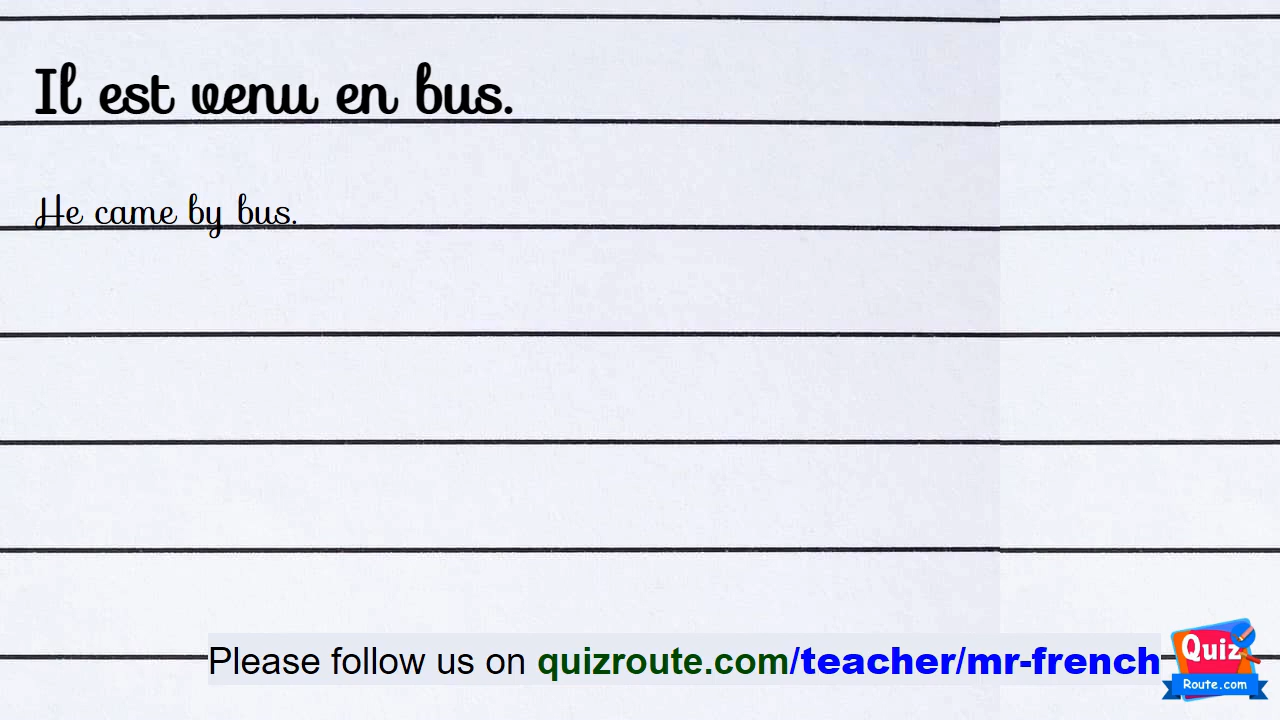 Il est venu en bus.
He came by bus.
Please follow us on quizroute.com/teacher/mr-french
Quiz
Route.com